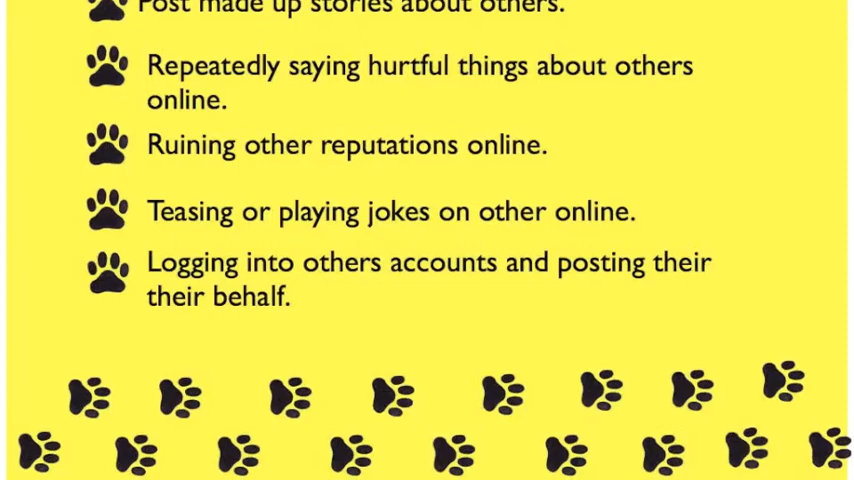 Post made up stories about others.
Repeatedly saying hurtful things about others
online.
Ruining other reputations online.
Teasing or playing jokes on other online.
Logging into others accounts and posting their
their behalf.